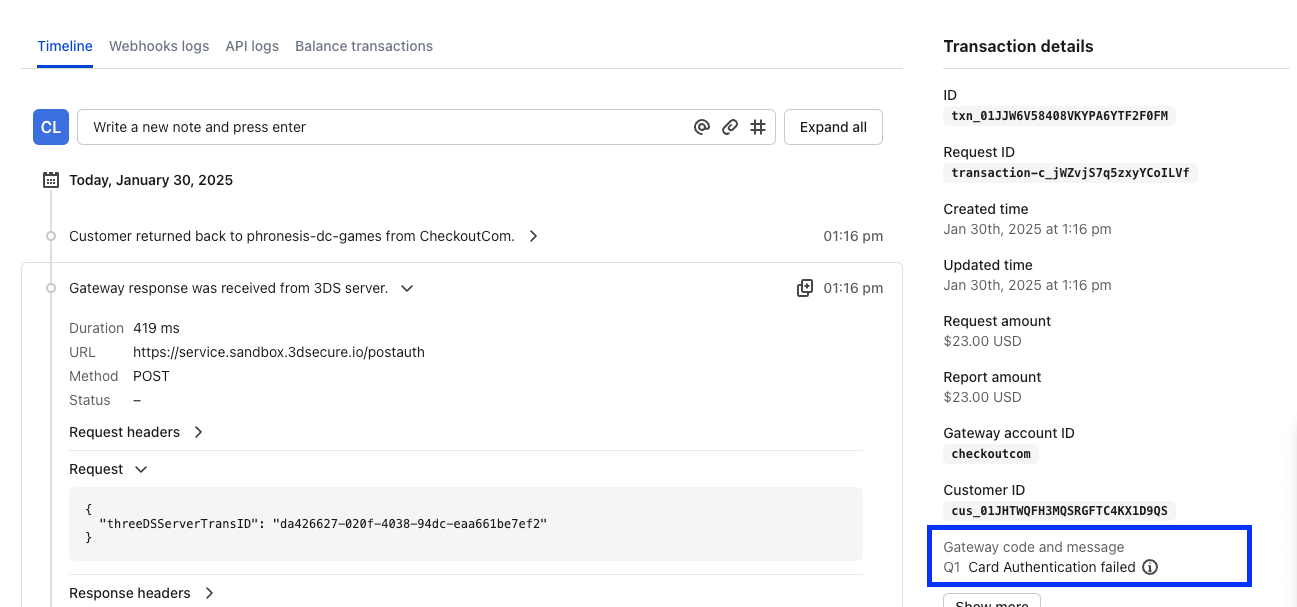 Timeline
Webhooks logs
API logs
Balance transactions
CL
Write a new note and press enter
Expand all
Today, January 30, 2025
Customer returned back to phronesis-dc-games from CheckoutCom.
01:16 pm
Gateway response was received from 3DS server.
01:16 pm
Duration 419 ms
URL https://service.sandbox.3dsecure.io/postauth
Method POST
Status –
Request headers
Request
{
"threeDSServerTransID": "da426627-020f-4038-94dc-eaa661be7ef2"
}
Response headers
Transaction details
ID
txn_01JJW6V58408VKYPA6YTF2F0FM
Request ID
transaction-c_jWZvjS7q5zxyYCoILVf
Created time
Jan 30th, 2025 at 1:16 pm
Updated time
Jan 30th, 2025 at 1:16 pm
Request amount
$23.00 USD
Report amount
$23.00 USD
Gateway account ID
checkoutcom
Customer ID
cus_01JHTWQFH3MQSRGFTC4KX1D9QS
Gateway code and message
Q1 Card Authentication failed
Show more